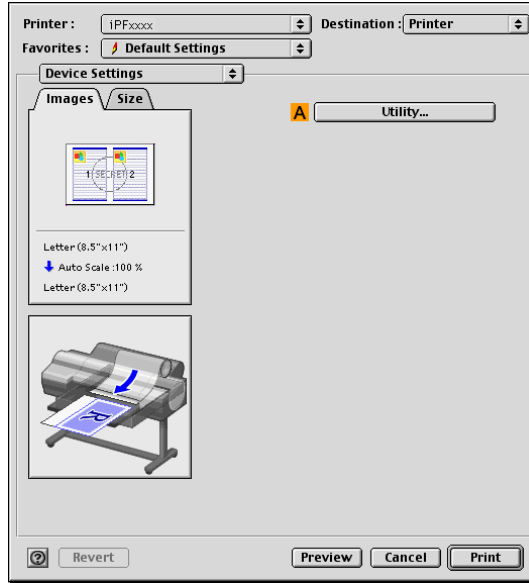 Printer : iPFxxxx Destination : Printer
Favorites : Default Settings
Device Settings
Images Size
A Utility...
1 SECRET 2
Letter (8.5"x11")
Auto Scale :100 %
Letter (8.5"x11")
R
? Revert Preview Cancel Print